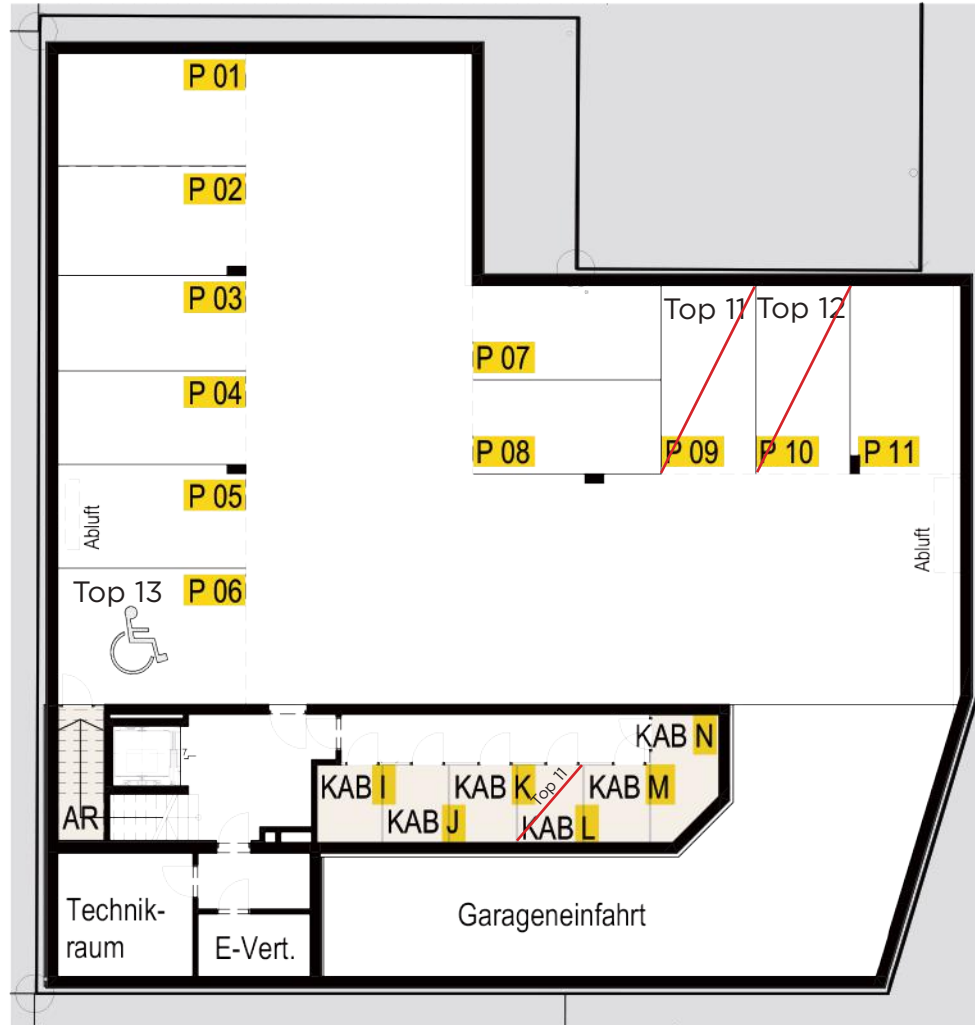 P 01
P 02
P 03
Top 11
Top 12
P 07
P 04
P 08
P 09
P 10
P 11
P 05
Abluft
Abluft
Top 13
P 06
KAB N
KAB I
KAB K
Top 11
KAB M
AR
KAB J
KAB L
Technik-
raum
E-Vert.
Garageneinfahrt